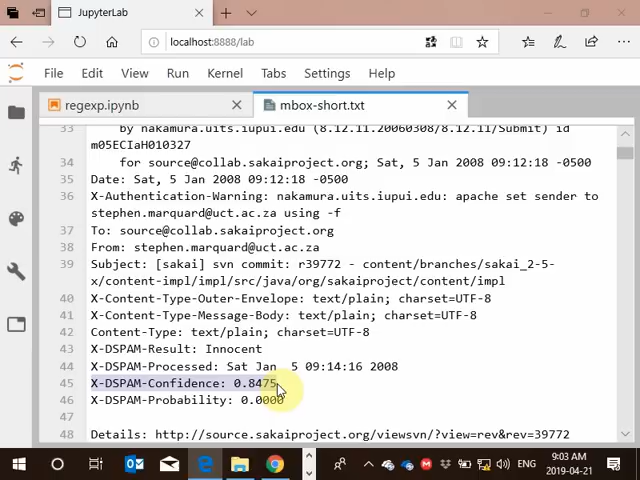 JupyterLab
localhost:8888/lab
File Edit View Run Kernel Tabs Settings Help
regexp.ipynb
mbox-short.txt
33
by nakamura.uits.iupui.edu (8.12.11.20060308/8.12.11/Submit) id
m05ECIaH010327
34 for source@collab.sakaiproject.org; Sat, 5 Jan 2008 09:12:18 -0500
35 Date: Sat, 5 Jan 2008 09:12:18 -0500
36 X-Authentication-Warning: nakamura.uits.iupui.edu: apache set sender to
stephen.marquard@uct.ac.za using -f
37 To: source@collab.sakaiproject.org
38 From: stephen.marquard@uct.ac.za
39 Subject: [sakai] svn commit: r39772 - content/branches/sakai_2-5-
x/content-impl/impl/src/java/org/sakaiproject/content/impl
40 X-Content-Type-Outer-Envelope: text/plain; charset=UTF-8
41 X-Content-Type-Message-Body: text/plain; charset=UTF-8
42 Content-Type: text/plain; charset=UTF-8
43 X-DSPAM-Result: Innocent
44 X-DSPAM-Processed: Sat Jan  5 09:14:16 2008
45 X-DSPAM-Confidence: 0.8475
46 X-DSPAM-Probability: 0.0000
47
48 Details: http://source.sakaiproject.org/viewsvn/?view=rev&rev=39772
ENG
9:03 AM
2019-04-21